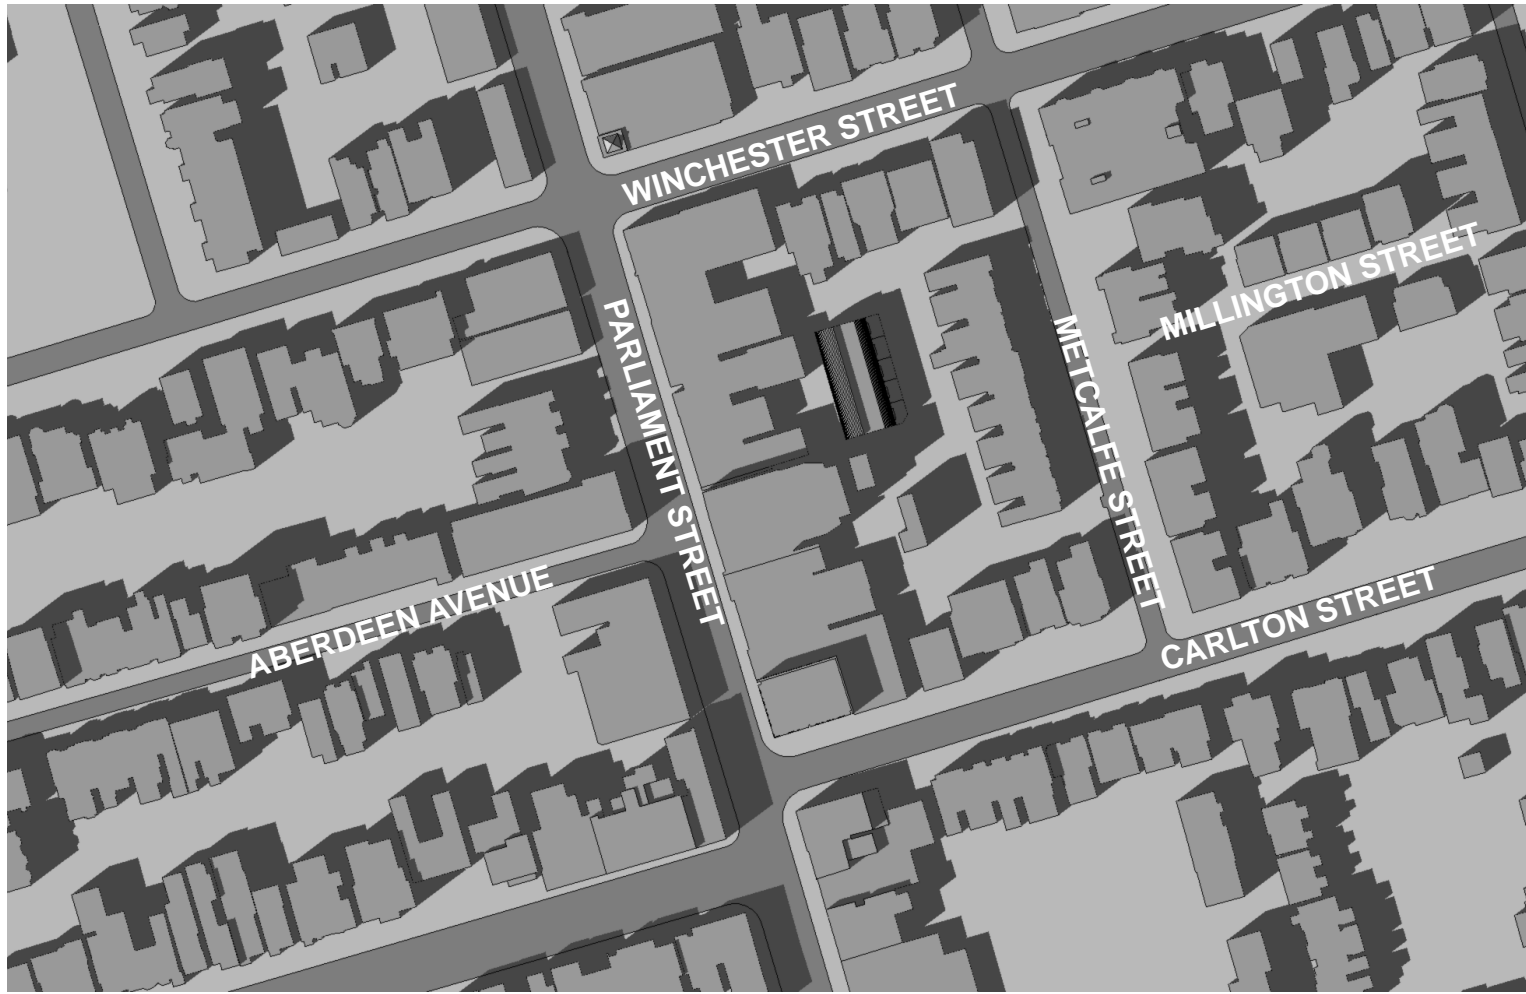 WINCHESTER STREET
PARLIAMENT STREET
METCALFE STREET
MILLINGTON STREET
ABERDEEN AVENUE
CARLTON STREET